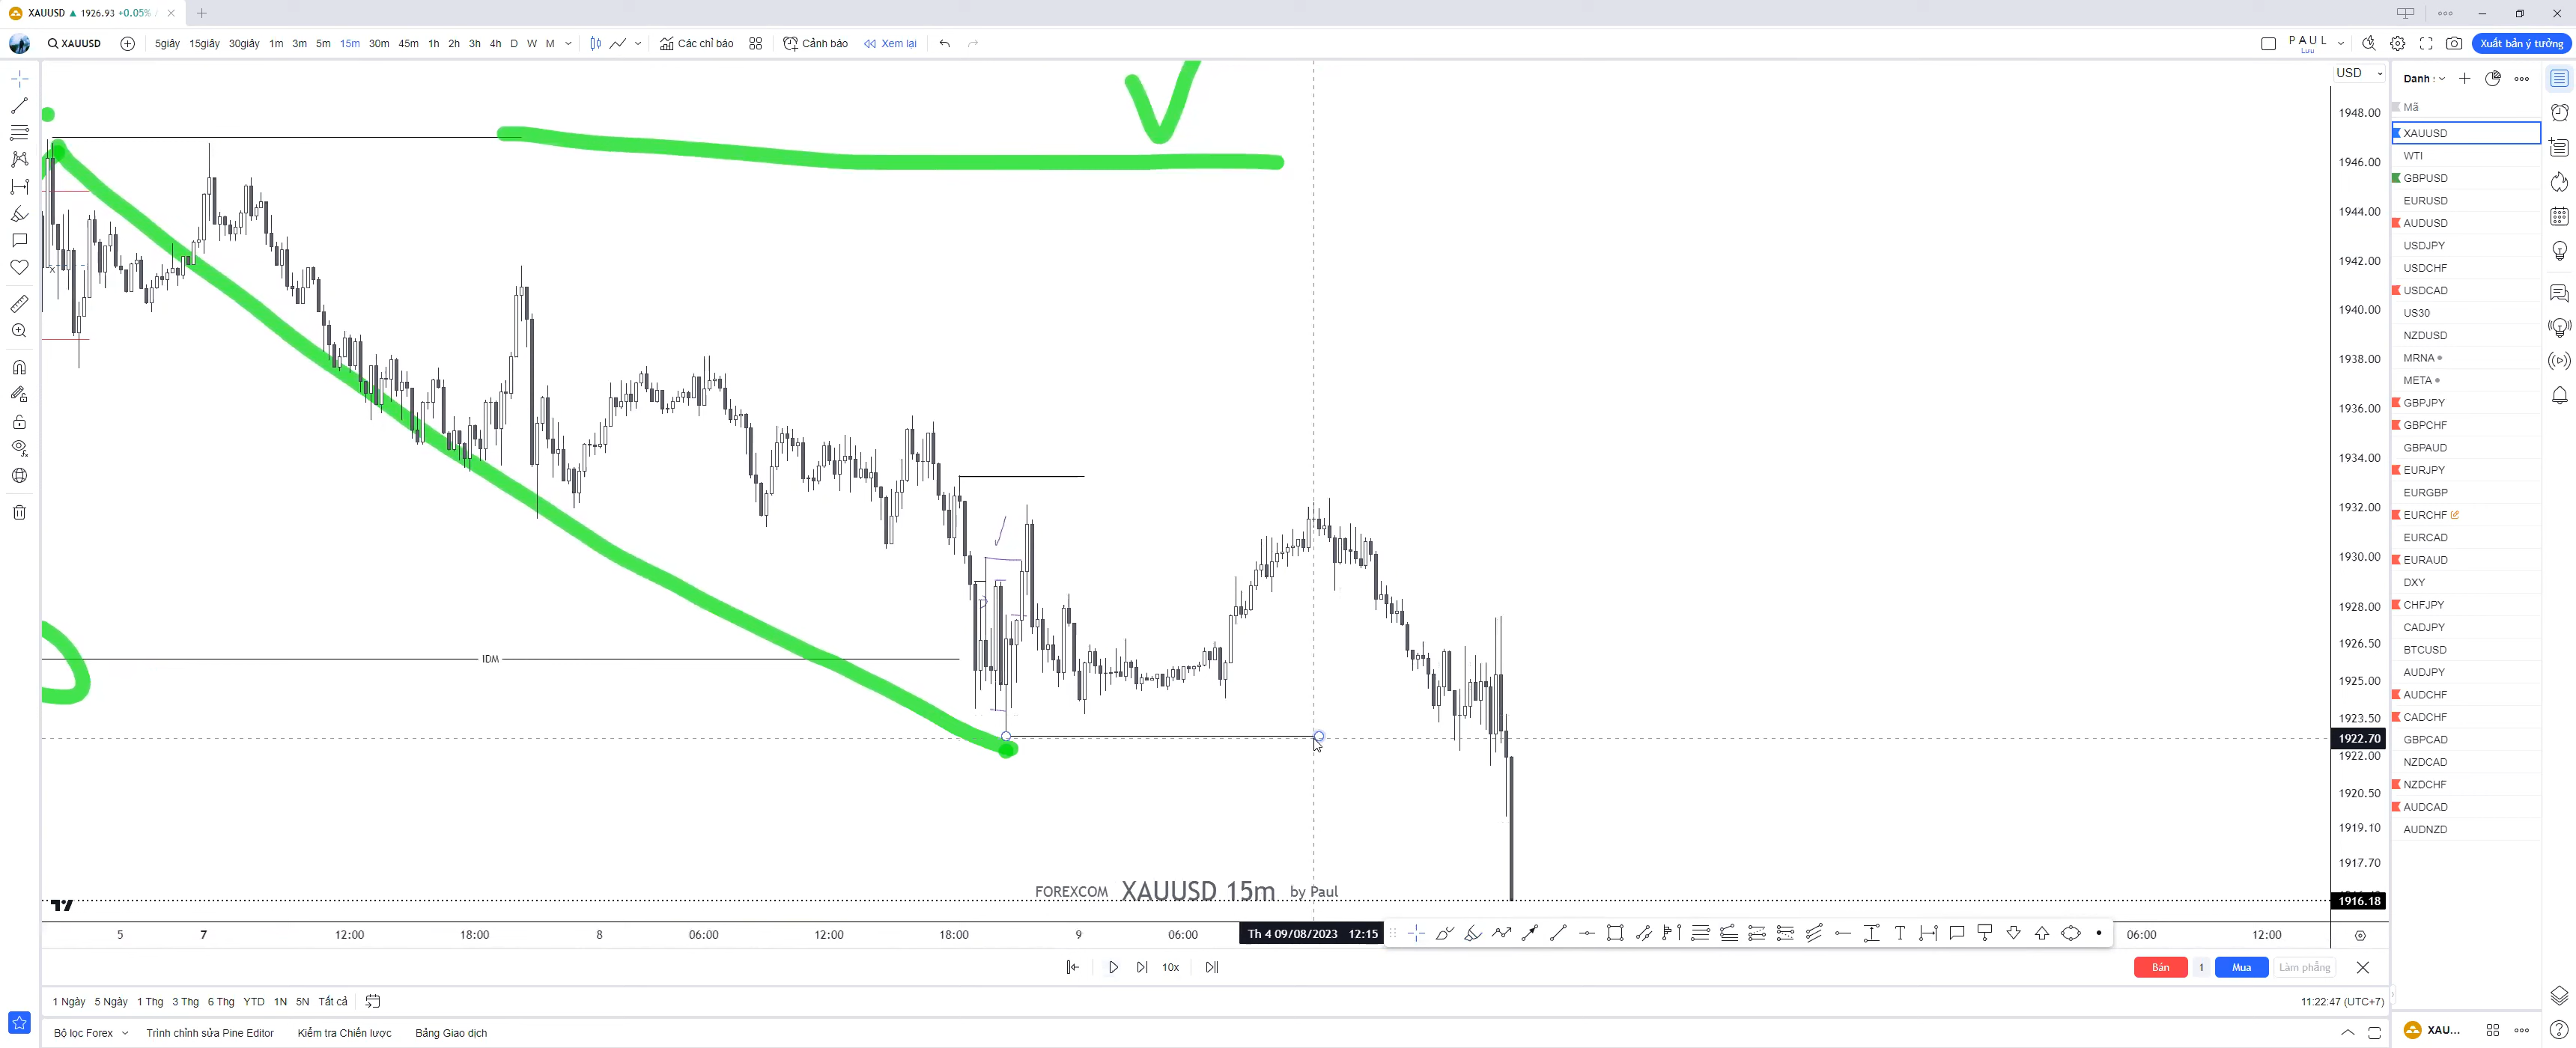 XAUUSD ▲ 1926.93 +0.05% /
XAUUSD 5giây 15giây 30giây 1m 3m 5m 15m 30m 45m 1h 2h 3h 4h D W M Các chỉ báo Cảnh báo Xem lại PAUL Lưu Xuất bản ý tưởng
USD
1948.00
1946.00
1944.00
1942.00
1940.00
1938.00
1936.00
1934.00
1932.00
1930.00
1928.00
1926.50
1925.00
1923.50
1922.70
1922.00
1920.50
1919.10
1917.70
1916.18
x
IDM
FOREXCOM XAUUSD 15m by Paul
5 7 12:00 18:00 8 06:00 12:00 18:00 9 06:00 Th 4 09/08/2023 12:15 06:00 12:00
10x Bán 1 Mua Làm phẳng
1 Ngày 5 Ngày 1 Thg 3 Thg 6 Thg YTD 1N 5N Tất cả 11:22:47 (UTC+7)
Bộ lọc Forex Trình chỉnh sửa Pine Editor Kiểm tra Chiến lược Bảng Giao dịch
Danh :
Mã
XAUUSD
WTI
GBPUSD
EURUSD
AUDUSD
USDJPY
USDCHF
USDCAD
US30
NZDUSD
MRNA
META
GBPJPY
GBPCHF
GBPAUD
EURJPY
EURGBP
EURCHF
EURCAD
EURAUD
DXY
CHFJPY
CADJPY
BTCUSD
AUDJPY
AUDCHF
CADCHF
GBPCAD
NZDCAD
NZDCHF
AUDCAD
AUDNZD
XAU...